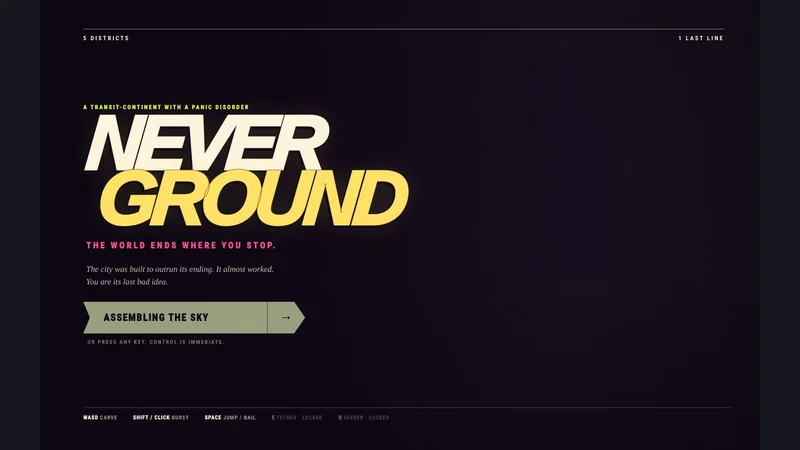 5 DISTRICTS
1 LAST LINE
A TRANSIT-CONTINENT WITH A PANIC DISORDER
NEVER
GROUND
THE WORLD ENDS WHERE YOU STOP.
The city was built to outrun its ending. It almost worked.
You are its last bad idea.
ASSEMBLING THE SKY →
OR PRESS ANY KEY. CONTROL IS IMMEDIATE.
WASD CARVE SHIFT / CLICK BURST SPACE JUMP / BAIL E TETHER · LOCKED Q SEEKER · LOCKED